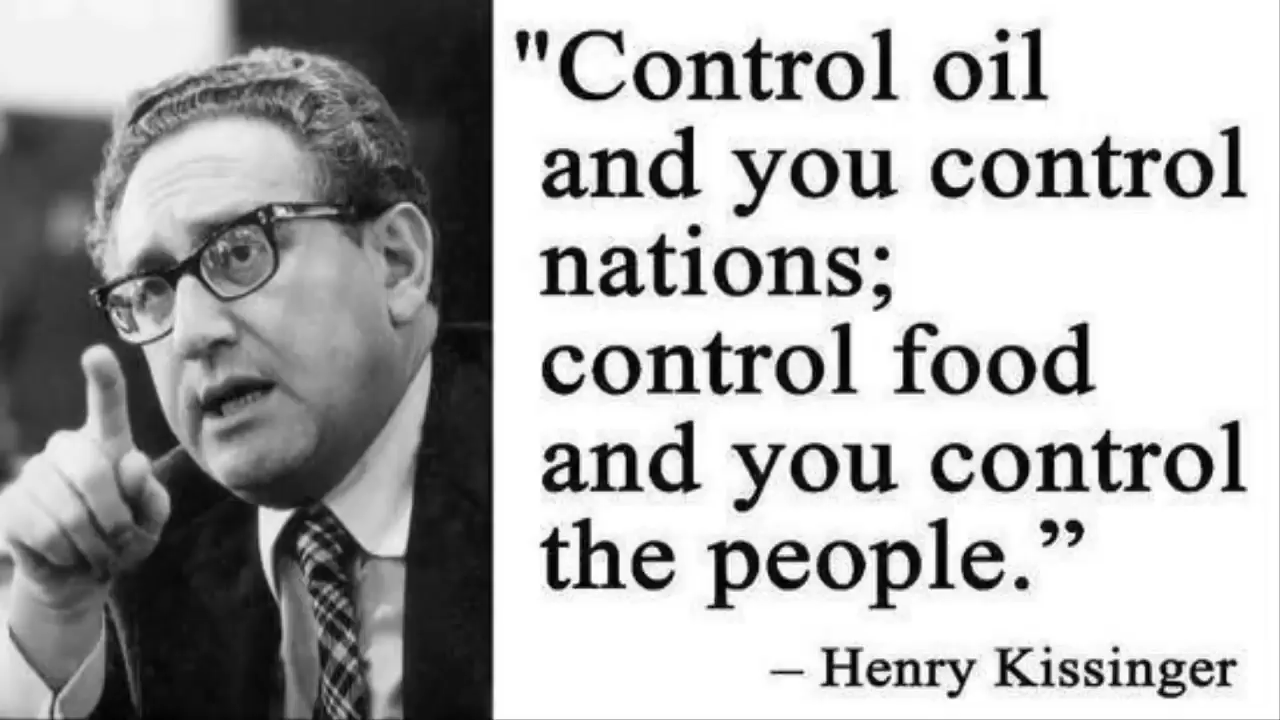 "Control oil
and you control
nations;
control food
and you control
the people.”
– Henry Kissinger